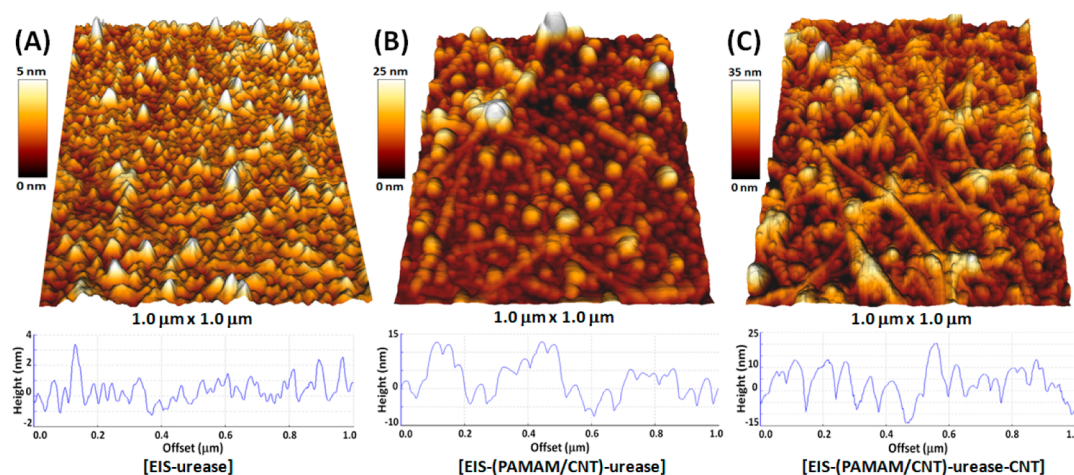 (A)
5 nm
0 nm
1.0 µm x 1.0 µm
Height (nm)
4
2
0
-2
0.0 0.2 0.4 0.6 0.8 1.0
Offset (µm)
[EIS-urease]
(B)
25 nm
0 nm
1.0 µm x 1.0 µm
Height (nm)
15
0
-10
0.0 0.2 0.4 0.6 0.8 1.0
Offset (µm)
[EIS-(PAMAM/CNT)-urease]
(C)
35 nm
0 nm
1.0 µm x 1.0 µm
Height (nm)
25
15
0
-15
0.0 0.2 0.4 0.6 0.8 1.0
Offset (µm)
[EIS-(PAMAM/CNT)-urease-CNT]